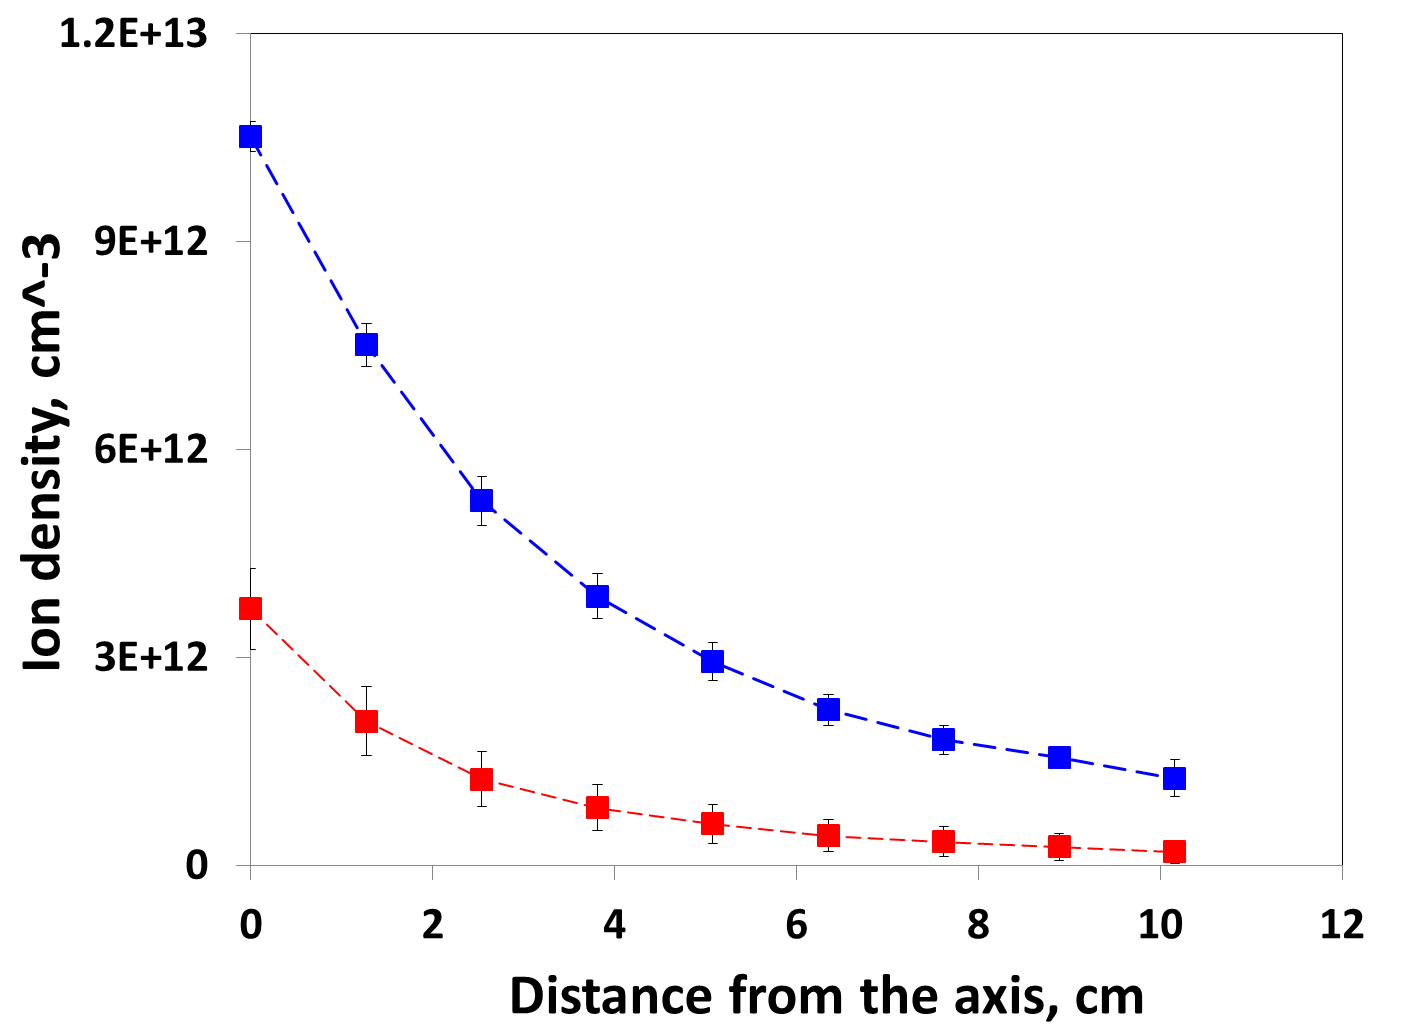 1.2E+13
9E+12
6E+12
3E+12
0
Ion density, cm^-3
0 2 4 6 8 10 12
Distance from the axis, cm